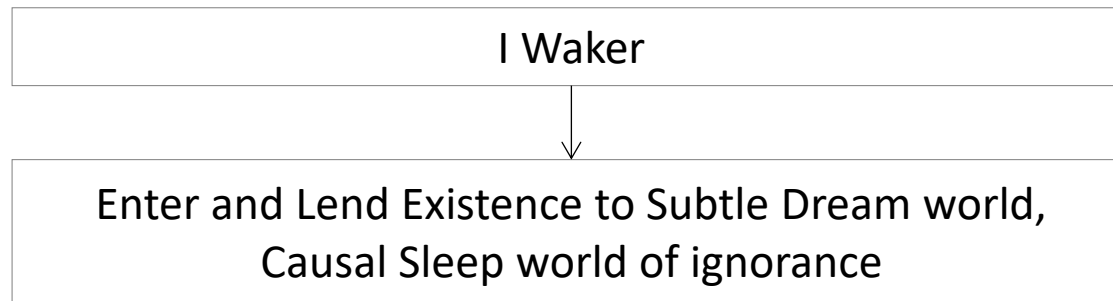 I Waker
Enter and Lend Existence to Subtle Dream world,
Causal Sleep world of ignorance